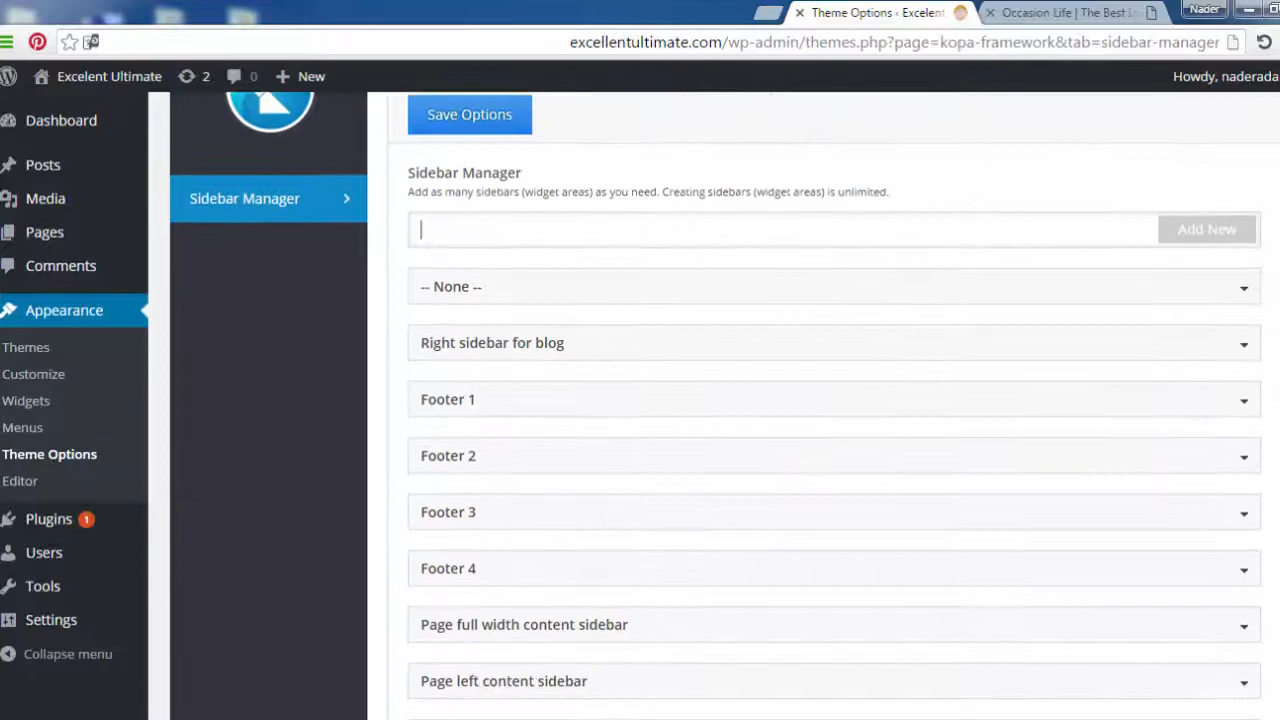 Theme Options ‹ Excelent
Occasion Life | The Best
Nader
excellentultimate.com/wp-admin/themes.php?page=kopa-framework&tab=sidebar-manager
Excelent Ultimate
2
0
New
Howdy, naderada
Dashboard
Posts
Media
Pages
Comments
Appearance
Themes
Customize
Widgets
Menus
Theme Options
Editor
Plugins 1
Users
Tools
Settings
Collapse menu
Sidebar Manager
Save Options
Sidebar Manager
Add as many sidebars (widget areas) as you need. Creating sidebars (widget areas) is unlimited.
Add New
-- None --
Right sidebar for blog
Footer 1
Footer 2
Footer 3
Footer 4
Page full width content sidebar
Page left content sidebar